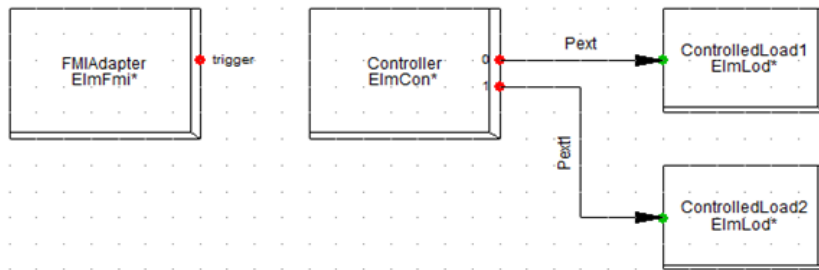 FMIAdapter
ElmFmi*
trigger
Controller
ElmCon*
0
1
Pext
Pext1
ControlledLoad1
ElmLod*
ControlledLoad2
ElmLod*